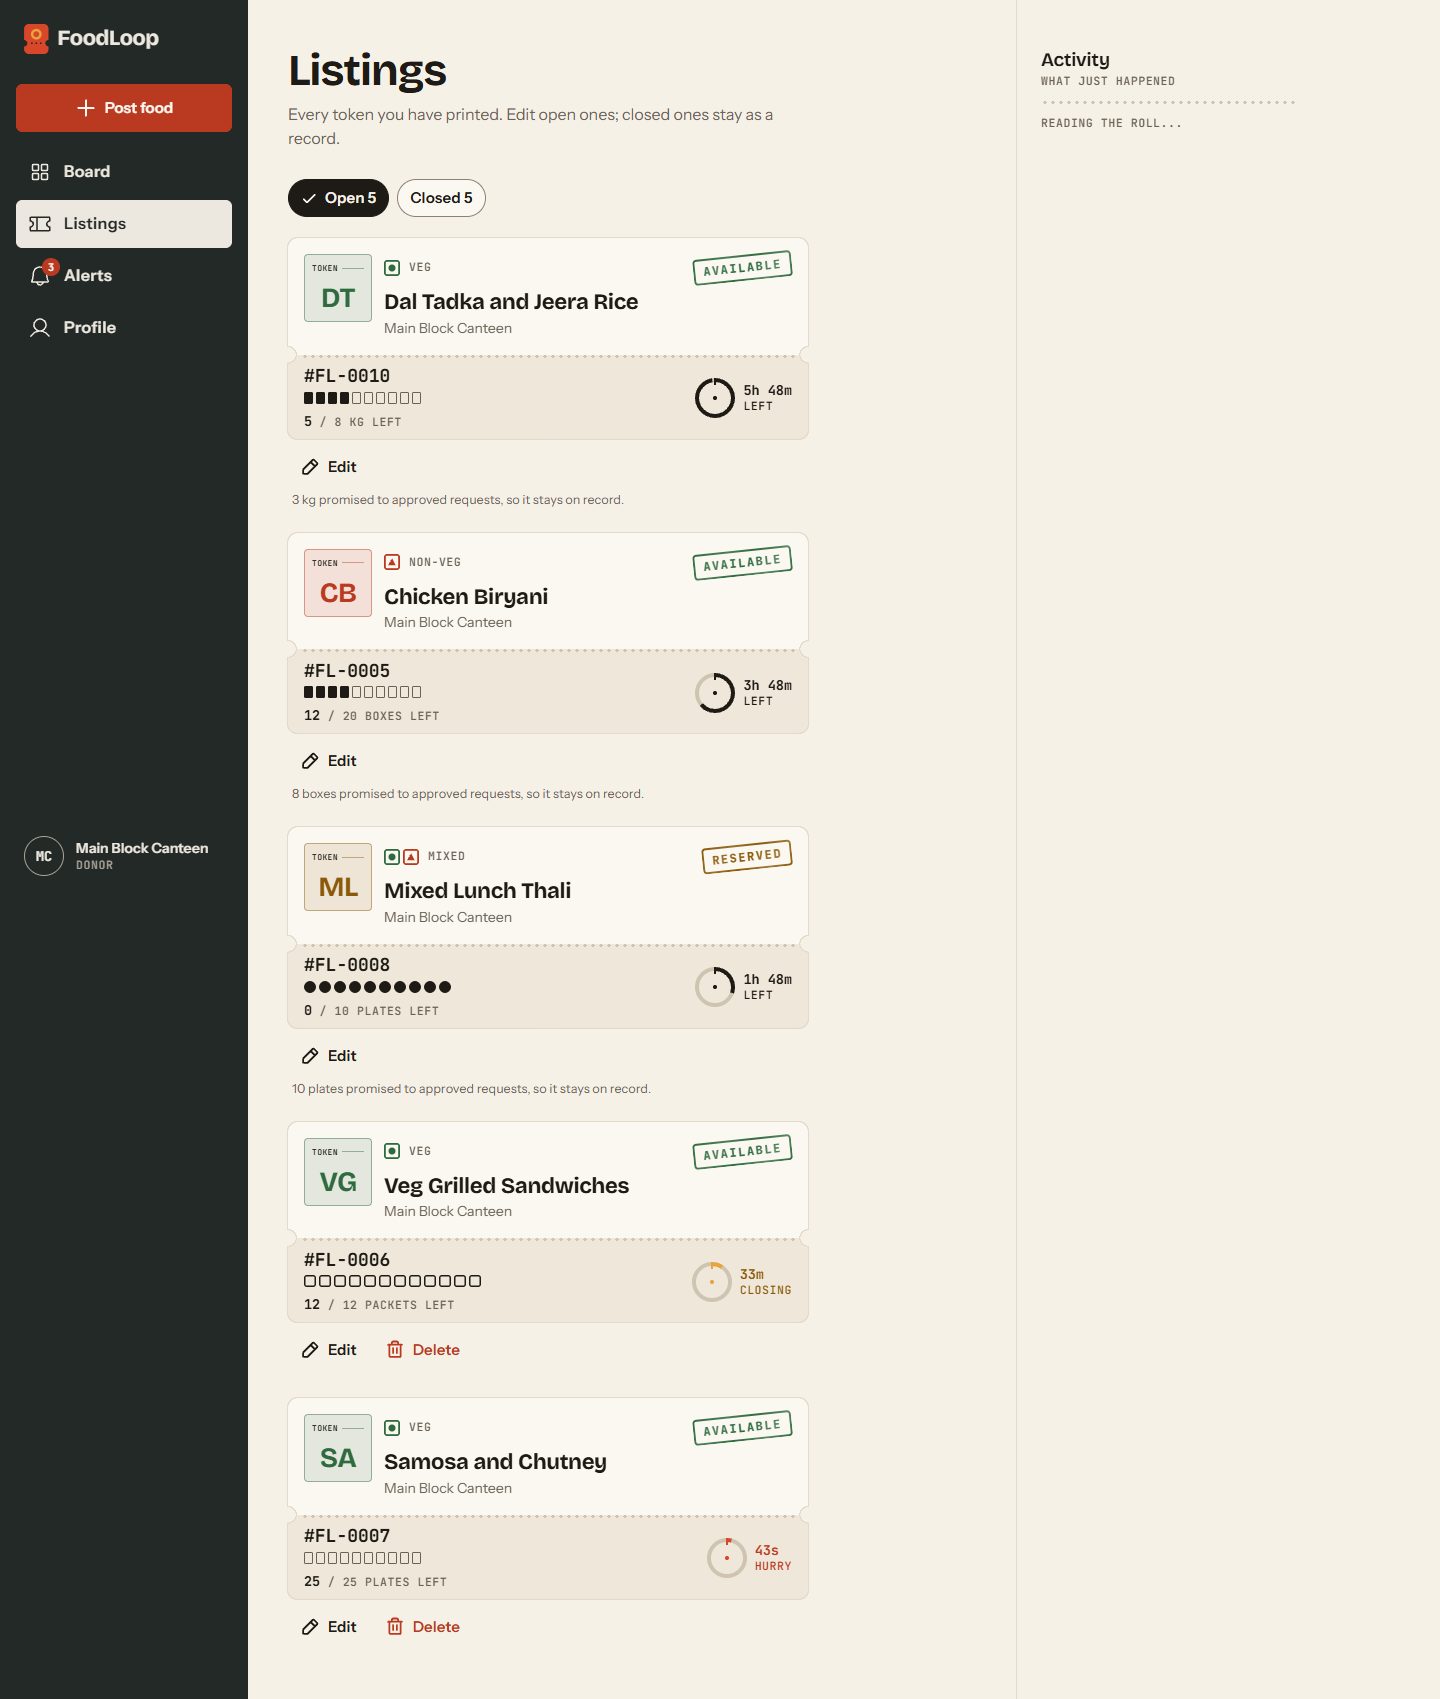 FoodLoop
Post food
Board
Listings
3
Alerts
Profile
MC
Main Block Canteen
DONOR
Listings
Every token you have printed. Edit open ones; closed ones stay as a
record.
Open 5
Closed 5
TOKEN
DT
VEG
Dal Tadka and Jeera Rice
Main Block Canteen
AVAILABLE
#FL-0010
5 / 8 KG LEFT
5h 48m
LEFT
Edit
3 kg promised to approved requests, so it stays on record.
TOKEN
CB
NON-VEG
Chicken Biryani
Main Block Canteen
AVAILABLE
#FL-0005
12 / 20 BOXES LEFT
3h 48m
LEFT
Edit
8 boxes promised to approved requests, so it stays on record.
TOKEN
ML
MIXED
Mixed Lunch Thali
Main Block Canteen
RESERVED
#FL-0008
0 / 10 PLATES LEFT
1h 48m
LEFT
Edit
10 plates promised to approved requests, so it stays on record.
TOKEN
VG
VEG
Veg Grilled Sandwiches
Main Block Canteen
AVAILABLE
#FL-0006
12 / 12 PACKETS LEFT
33m
CLOSING
Edit
Delete
TOKEN
SA
VEG
Samosa and Chutney
Main Block Canteen
AVAILABLE
#FL-0007
25 / 25 PLATES LEFT
43s
HURRY
Edit
Delete
Activity
WHAT JUST HAPPENED
READING THE ROLL...